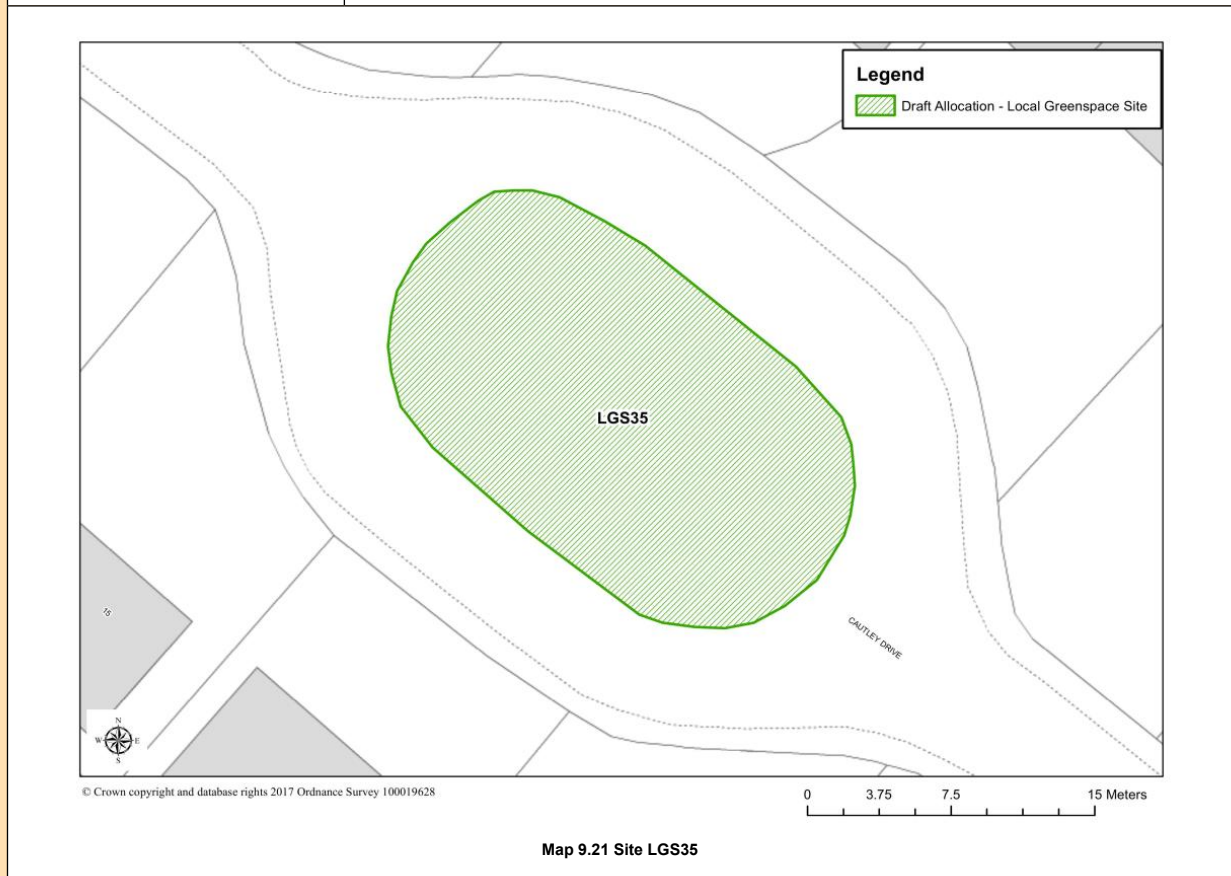 Legend
Draft Allocation - Local Greenspace Site
LGS35
CAUTLEY DRIVE
15
N
W E
S
© Crown copyright and database rights 2017 Ordnance Survey 100019628
0 3.75 7.5 15 Meters
Map 9.21 Site LGS35